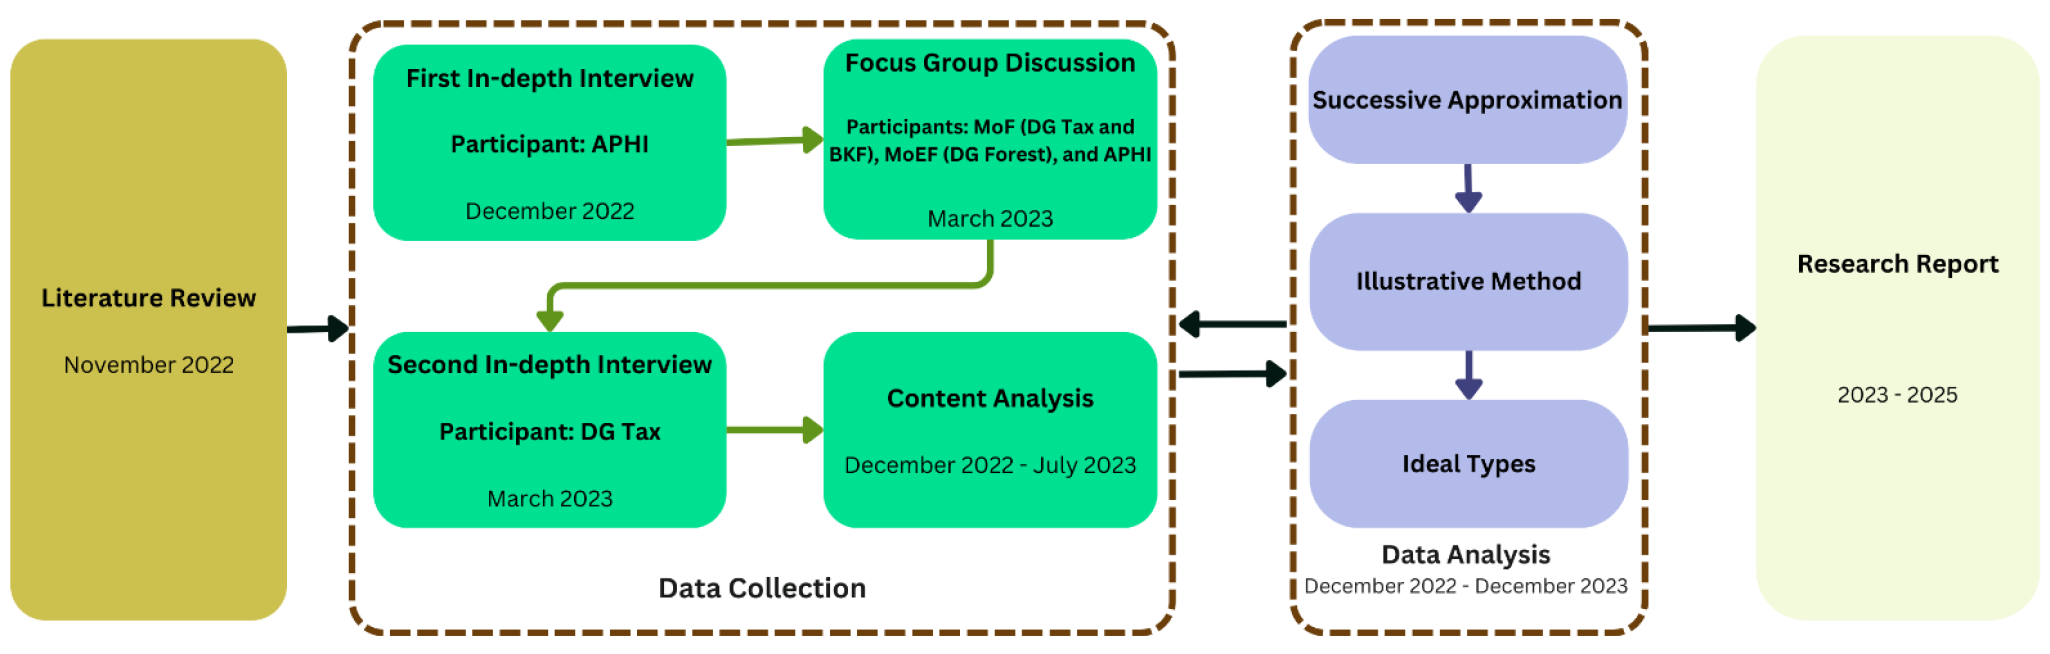 Literature Review
November 2022
First In-depth Interview
Participant: APHI
December 2022
Focus Group Discussion
Participants: MoF (DG Tax and
BKF), MoEF (DG Forest), and APHI
March 2023
Second In-depth Interview
Participant: DG Tax
March 2023
Content Analysis
December 2022 - July 2023
Data Collection
Successive Approximation
Illustrative Method
Ideal Types
Data Analysis
December 2022 - December 2023
Research Report
2023 - 2025